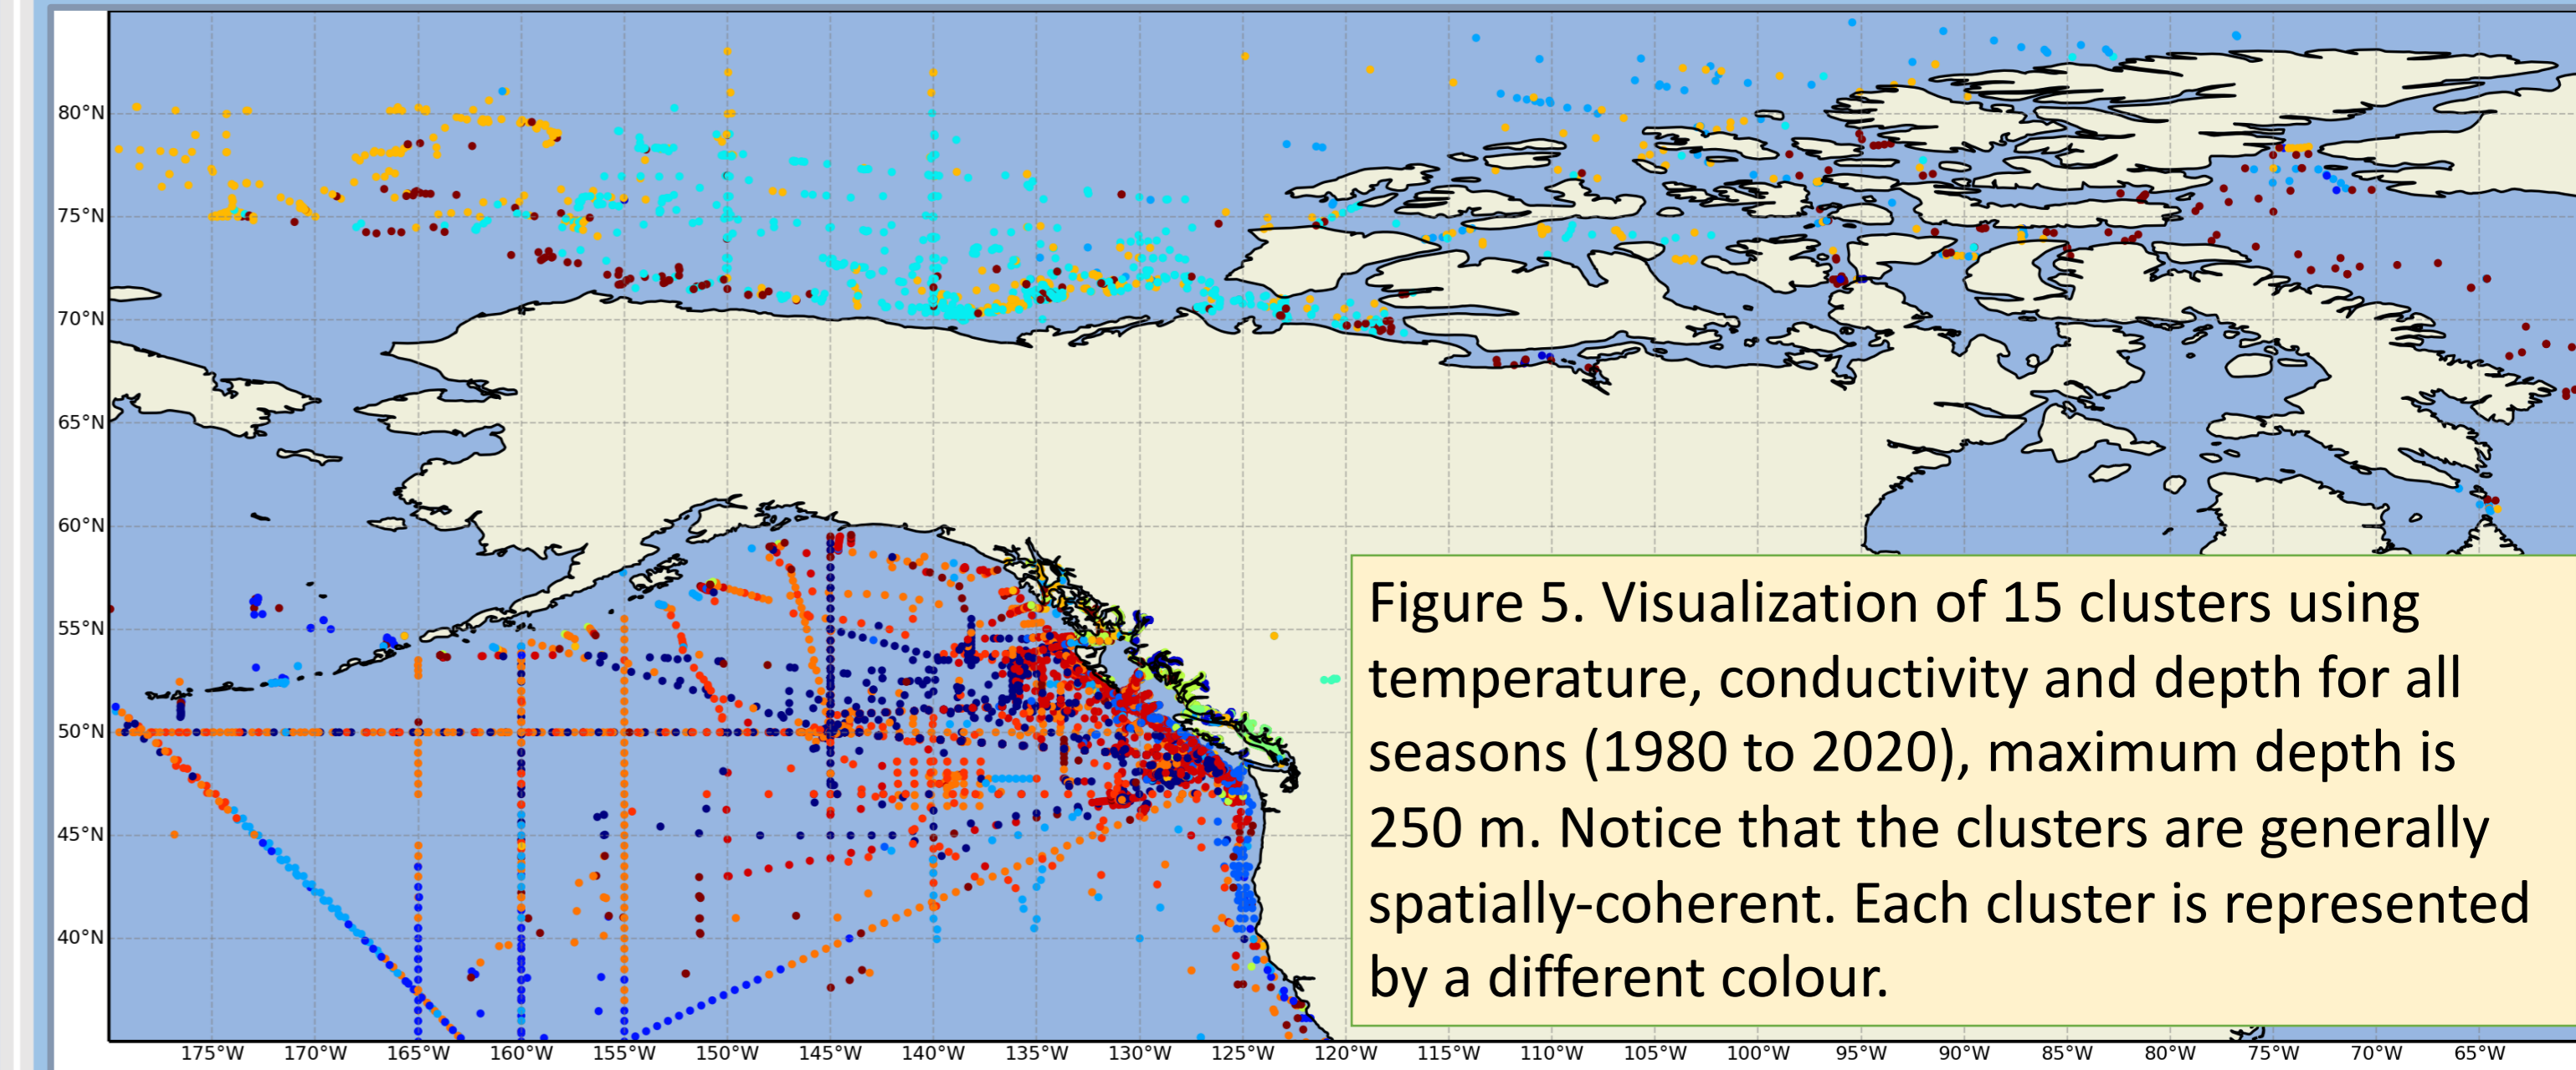 80°N
75°N
70°N
65°N
60°N
55°N
50°N
45°N
40°N
Figure 5. Visualization of 15 clusters using
temperature, conductivity and depth for all
seasons (1980 to 2020), maximum depth is
250 m. Notice that the clusters are generally
spatially-coherent. Each cluster is represented
by a different colour.
175°W 170°W 165°W 160°W 155°W 150°W 145°W 140°W 135°W 130°W 125°W 120°W 115°W 110°W 105°W 100°W 95°W 90°W 85°W 80°W 75°W 70°W 65°W